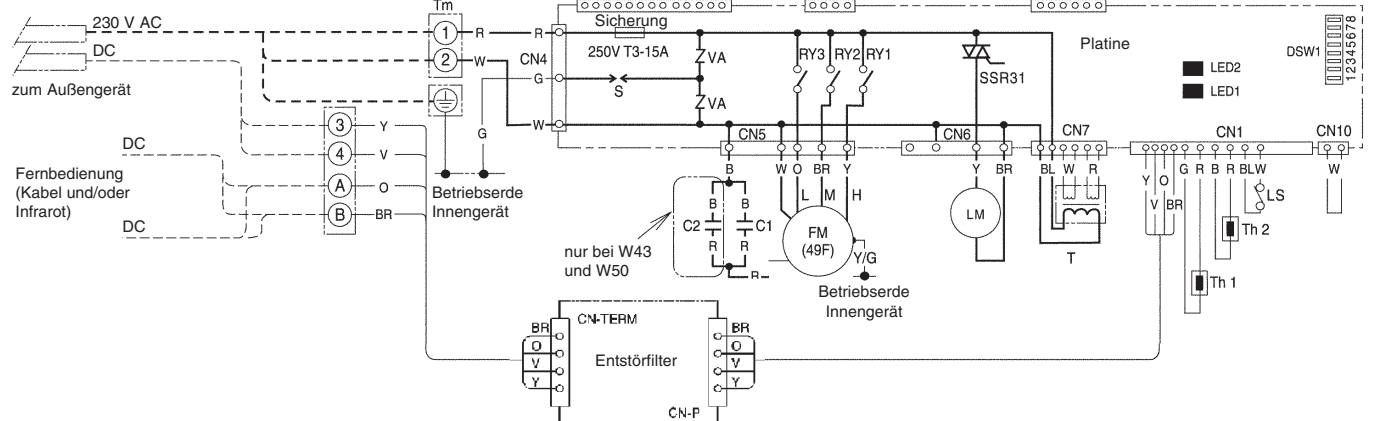 Tm
230 V AC
DC
zum Außengerät
1
2
R
W
G
3
4
A
B
Y
V
O
BR
DC
Fernbedienung
(Kabel und/oder
Infrarot)
DC
Betriebserde
Innengerät
R
CN4
G
W
Sicherung
250V T3-15A
S
VA
VA
RY3
RY2
RY1
SSR31
Platine
LED2
LED1
DSW1
12345678
CN5
CN6
CN7
CN1
CN10
B
W
O
BR
Y
L
M
H
B
B
C2
C1
R
R
R
nur bei W43
und W50
FM
(49F)
Y/G
Betriebserde
Innengerät
Y
BR
LM
BL
W
R
T
Y
V
O
BR
G
R
B
R
BL
W
LS
Th 2
Th 1
W
CN-TERM
BR
O
V
Y
Entstörfilter
BR
O
V
Y
CN-P